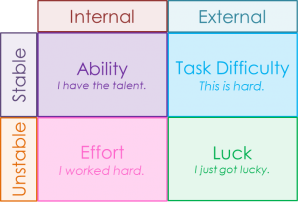 Internal External
Stable
Ability Task Difficulty
I have the talent. This is hard.
Unstable
Effort Luck
I worked hard. I just got lucky.